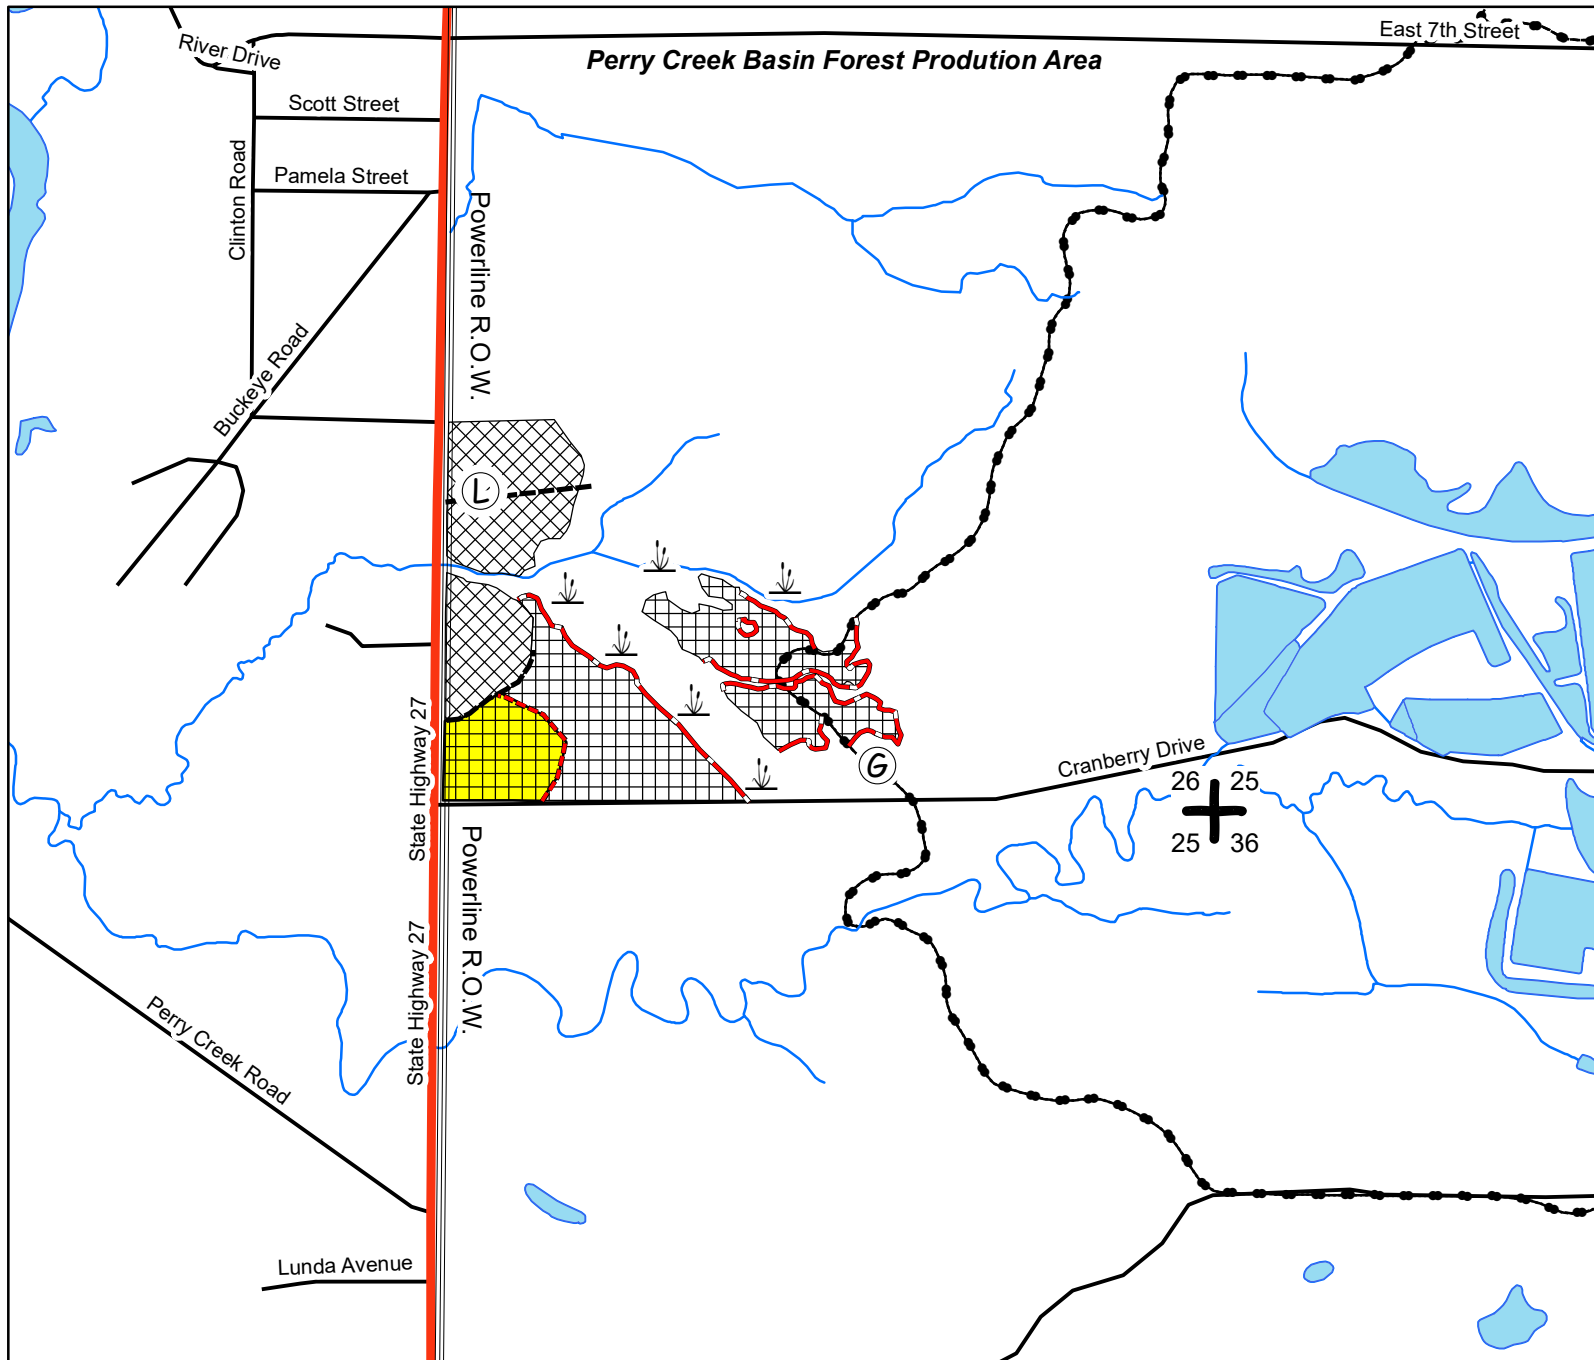 East 7th Street
River Drive
Perry Creek Basin Forest Prodution Area
Scott Street
Clinton Road
Pamela Street
Powerline R.O.W.
Buckeye Road
L
State Highway 27
Cranberry Drive
G
26 25
25 36
Powerline R.O.W.
State Highway 27
Perry Creek Road
Lunda Avenue